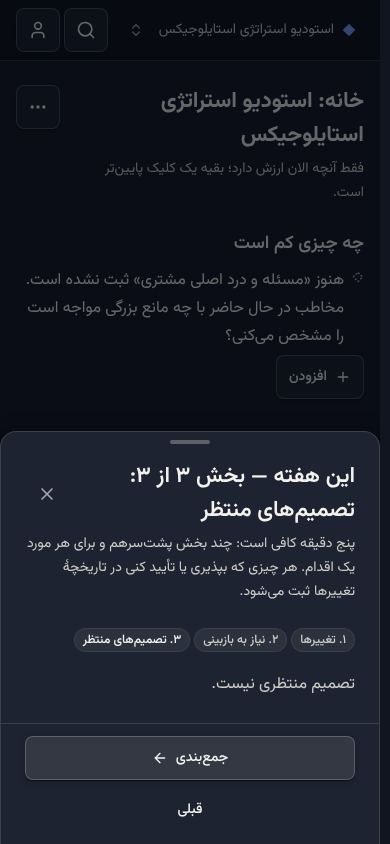 استودیو استراتژی استایلوجیکس
خانه: استودیو استراتژی
استایلوجیکس
فقط آنچه الان ارزش دارد؛ بقیه یک کلیک پایین‌تر
است.
چه چیزی کم است
هنوز «مسئله و درد اصلی مشتری» ثبت نشده است.
مخاطب در حال حاضر با چه مانع بزرگی مواجه است
را مشخص می‌کنی؟
افزودن
این هفته — بخش ۳ از ۳:
تصمیم‌های منتظر
پنج دقیقه کافی است: چند بخش پشت‌سرهم و برای هر مورد
یک اقدام. هر چیزی که بپذیری یا تأیید کنی در تاریخچهٔ
تغییرها ثبت می‌شود.
۱. تغییرها ۲. نیاز به بازبینی ۳. تصمیم‌های منتظر
تصمیم منتظری نیست.
جمع‌بندی
قبلی